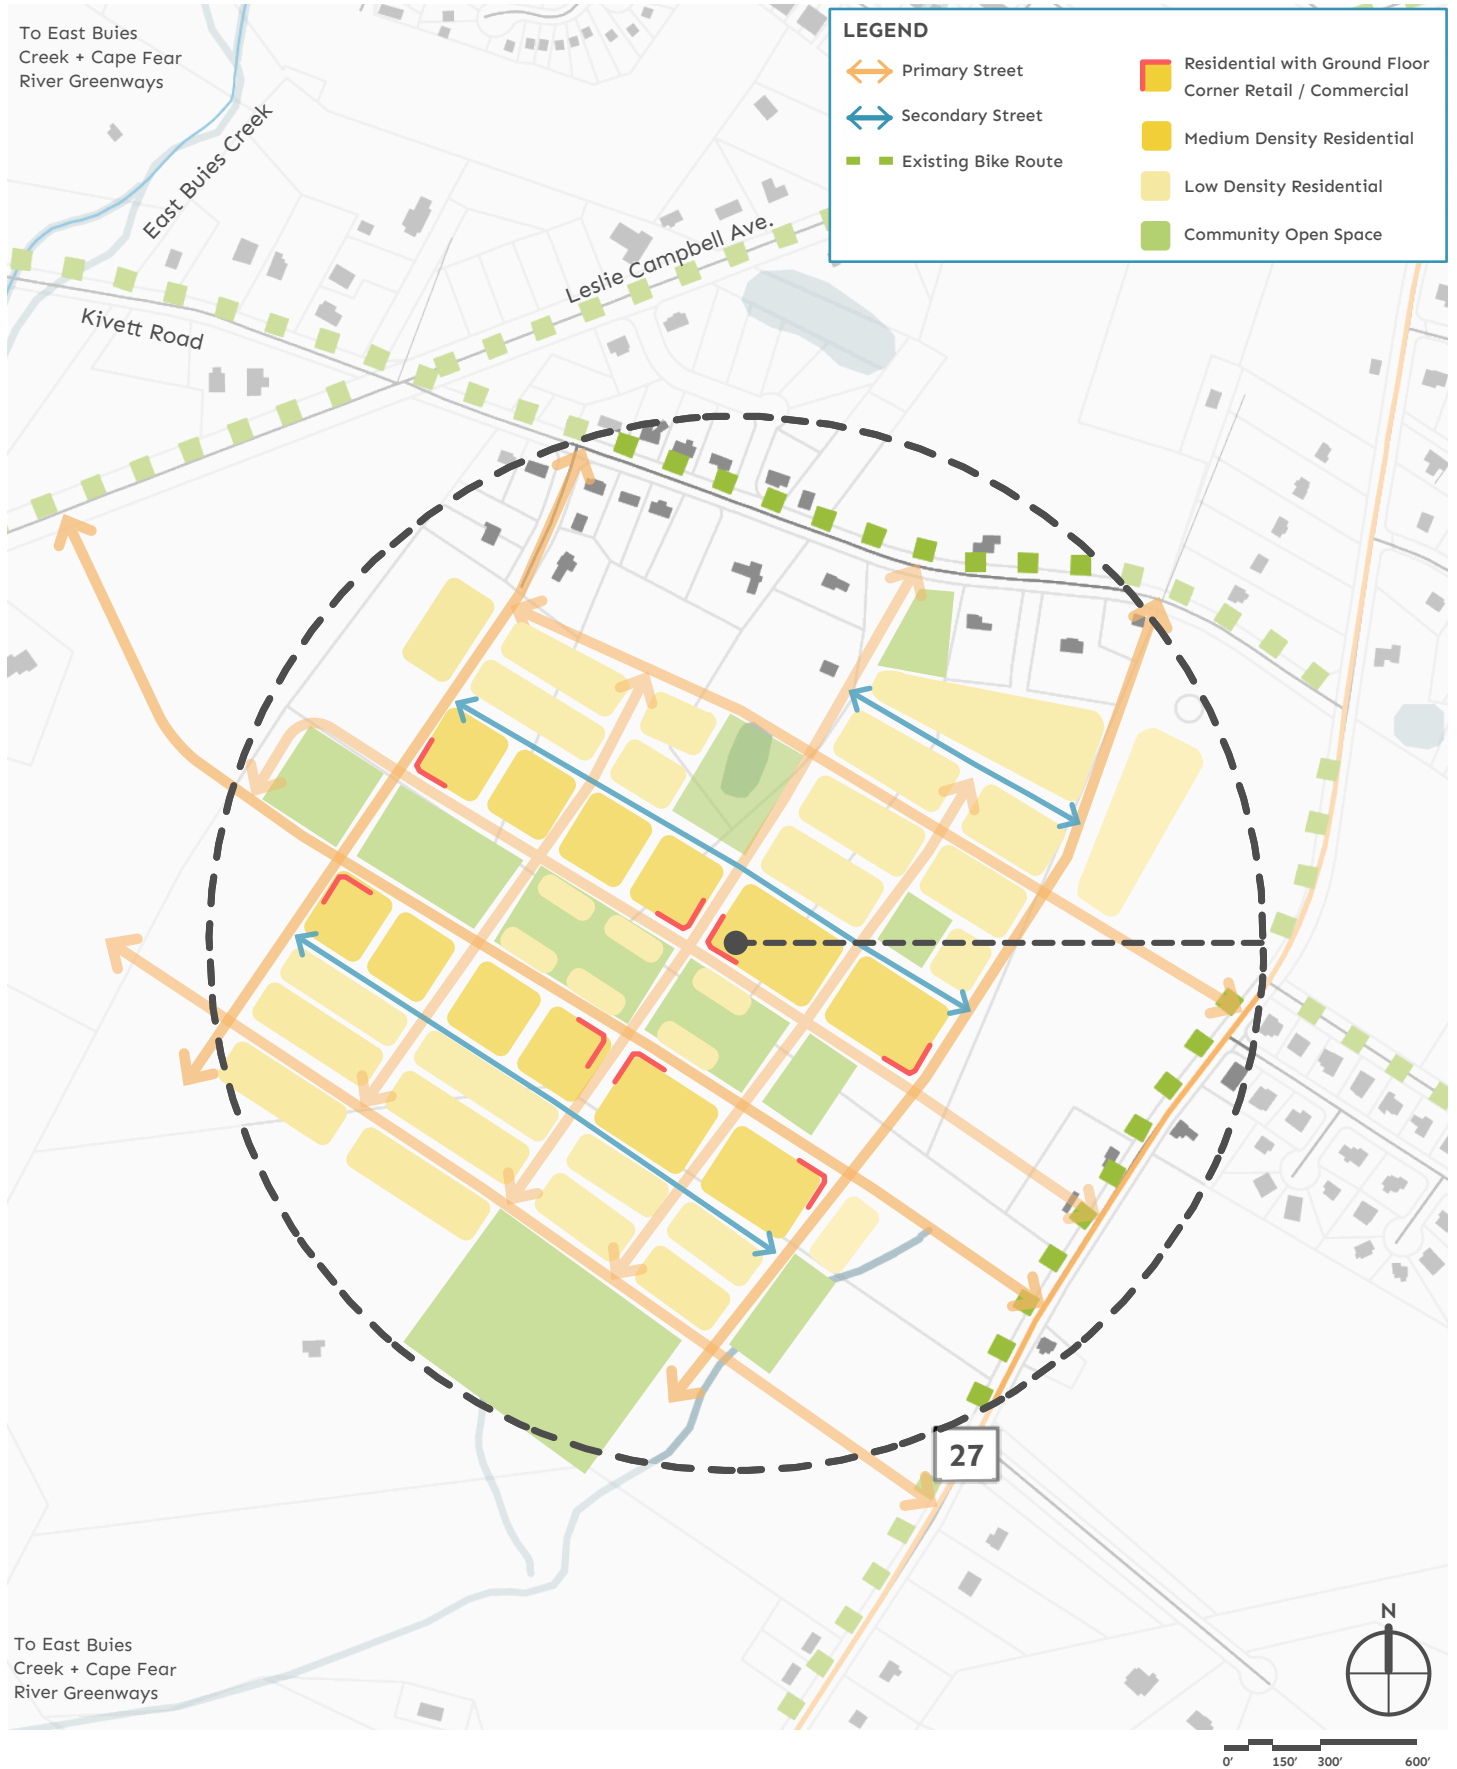 To East Buies
Creek + Cape Fear
River Greenways
LEGEND
Primary Street
Secondary Street
Existing Bike Route
Residential with Ground Floor
Corner Retail / Commercial
Medium Density Residential
Low Density Residential
Community Open Space
East Buies Creek
Leslie Campbell Ave.
Kivett Road
27
To East Buies
Creek + Cape Fear
River Greenways
N
0' 150' 300' 600'